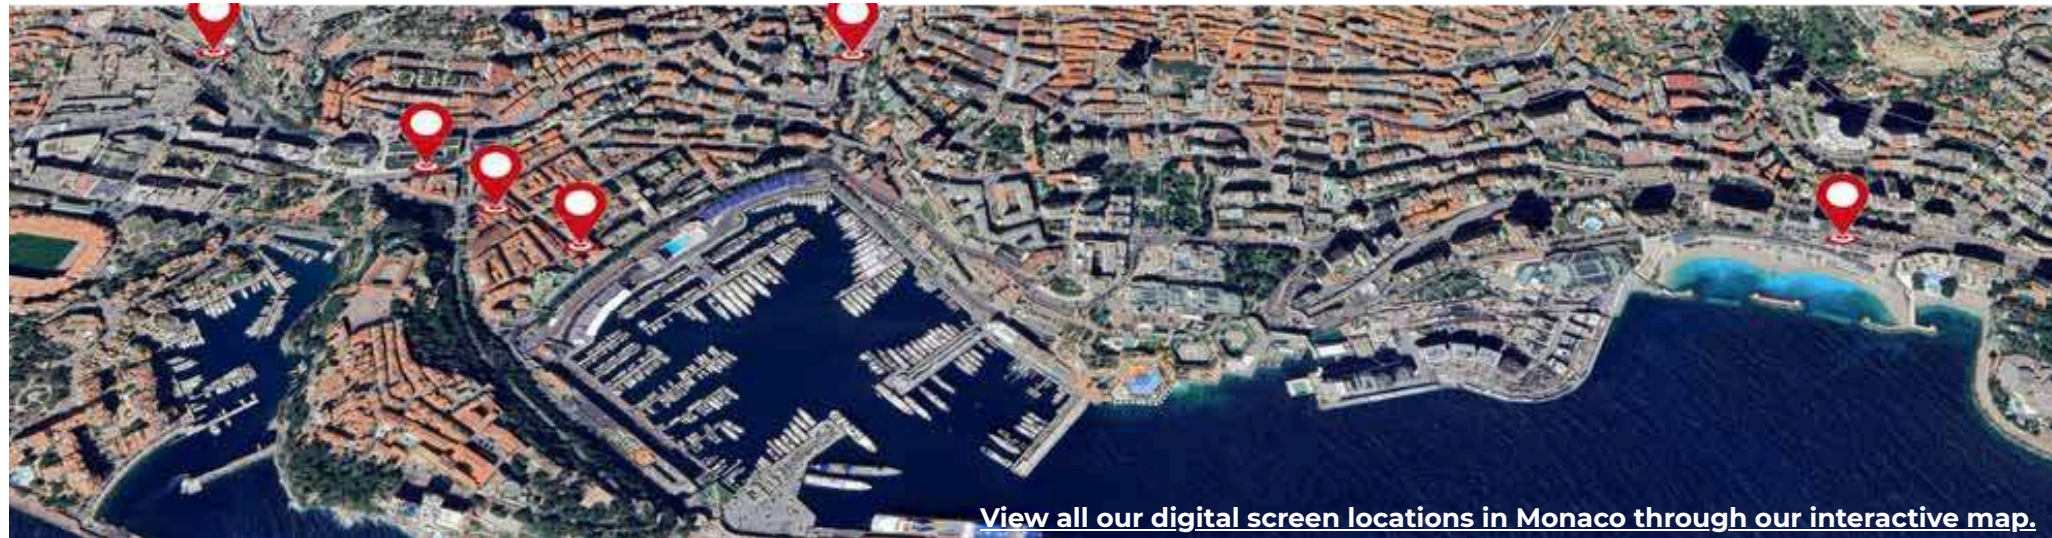 View all our digital screen locations in Monaco through our interactive map.